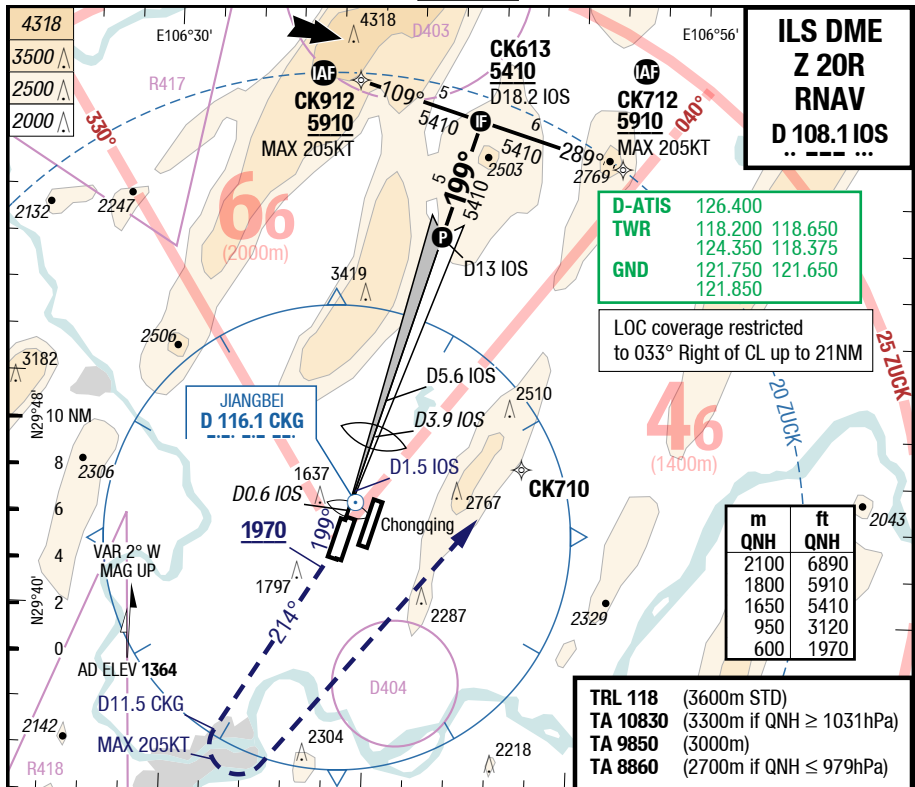 4318
3500
2500
2000
E106°30'
4318
D403
R417
330°
IAF
CK912
5910
MAX 205KT
109°
5
5410
CK613
5410
D18.2 IOS
IF
6
5410
289°
E106°56'
IAF
CK712
5910
MAX 205KT
040°
ILS DME
Z 20R
RNAV
D 108.1 IOS
2503
2769
5
199°
5410
2132
2247
66
(2000m)
P
D13 IOS
D-ATIS 126.400
TWR 118.200 118.650
124.350 118.375
GND 121.750 121.650
121.850
3419
LOC coverage restricted
to 033° Right of CL up to 21NM
2506
3182
25 ZUCK
20 ZUCK
N29°48'
10 NM
8
6
4
2
0
N29°40'
JIANGBEI
D 116.1 CKG
D5.6 IOS
D3.9 IOS
2510
46
(1400m)
2306
1637
D1.5 IOS
D0.6 IOS
CK710
2767
1970
199°
Chongqing
2043
m ft
QNH QNH
2100 6890
1800 5910
1650 5410
950 3120
600 1970
VAR 2° W
MAG UP
1797
214°
2287
2329
AD ELEV 1364
D11.5 CKG
D404
2142
MAX 205KT
R418
2304
2218
TRL 118 (3600m STD)
TA 10830 (3300m if QNH ≥ 1031hPa)
TA 9850 (3000m)
TA 8860 (2700m if QNH ≤ 979hPa)